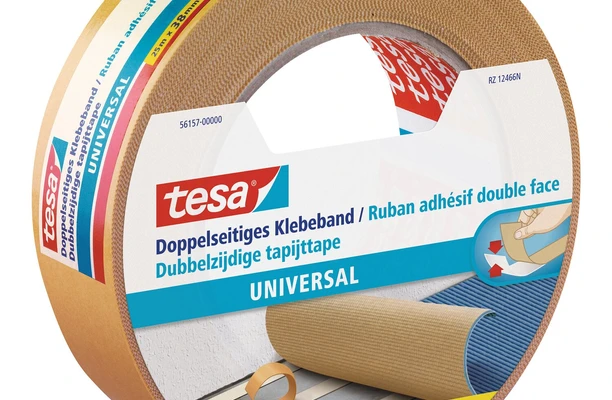 Doppelseitiges Klebeband / Ruban adhésif
Dubbelzijdige tapijttape
UNIVERSAL
25m x 38mm
tesa
tesa
RZ 12466N
56157-00000
tesa®
Doppelseitiges Klebeband / Ruban adhésif double face
Dubbelzijdige tapijttape
UNIVERSAL